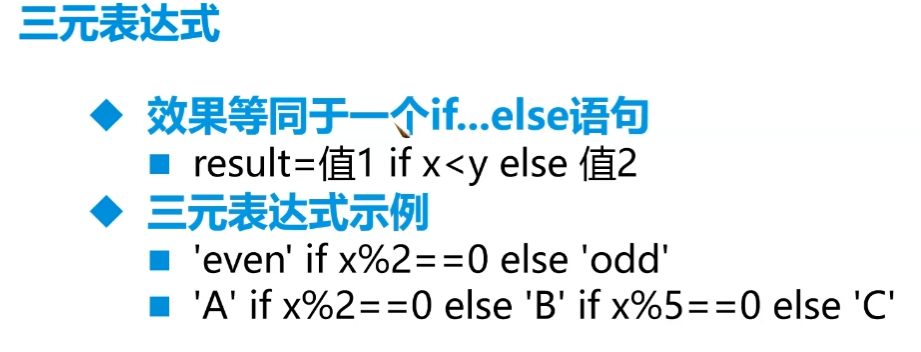 三元表达式
效果等同于一个if...else语句
result=值1 if x<y else 值2
三元表达式示例
'even' if x%2==0 else 'odd'
'A' if x%2==0 else 'B' if x%5==0 else 'C'